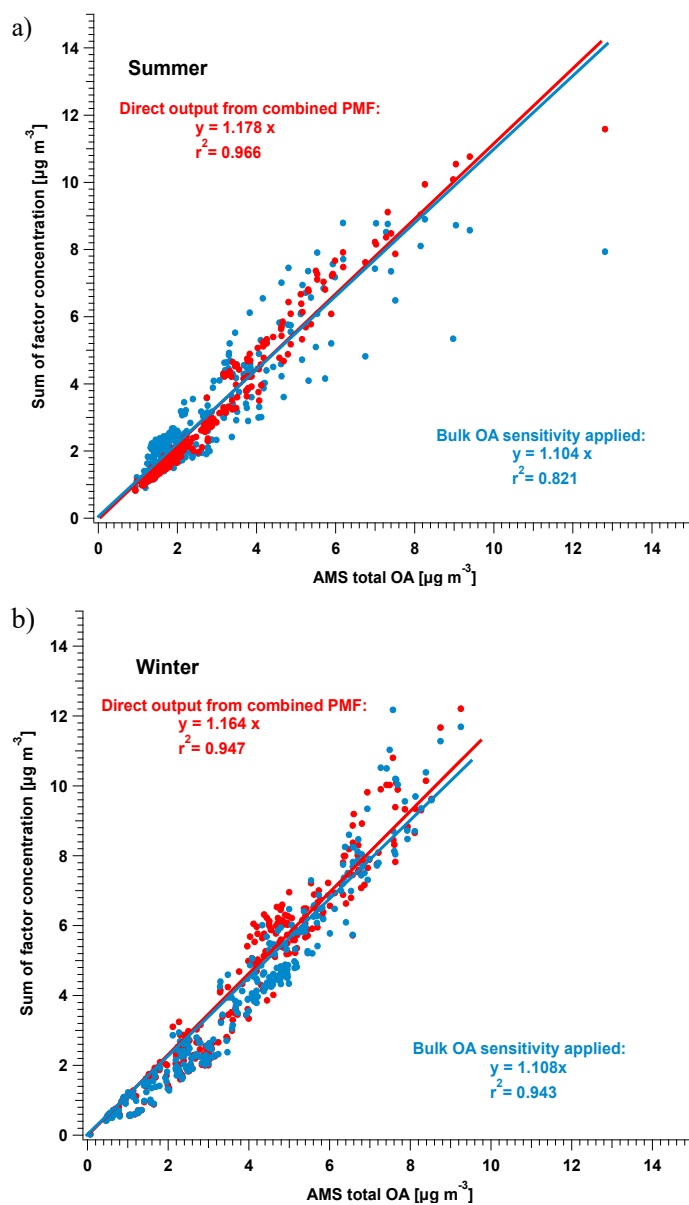 a)
Summer
Direct output from combined PMF:
y = 1.178 x
r² = 0.966
Bulk OA sensitivity applied:
y = 1.104 x
r² = 0.821
Sum of factor concentration [µg m⁻³]
14
12
10
8
6
4
2
0
0 2 4 6 8 10 12 14
AMS total OA [µg m⁻³]
b)
Winter
Direct output from combined PMF:
y = 1.164 x
r² = 0.947
Bulk OA sensitivity applied:
y = 1.108x
r² = 0.943
Sum of factor concentration [µg m⁻³]
14
12
10
8
6
4
2
0
0 2 4 6 8 10 12 14
AMS total OA [µg m⁻³]